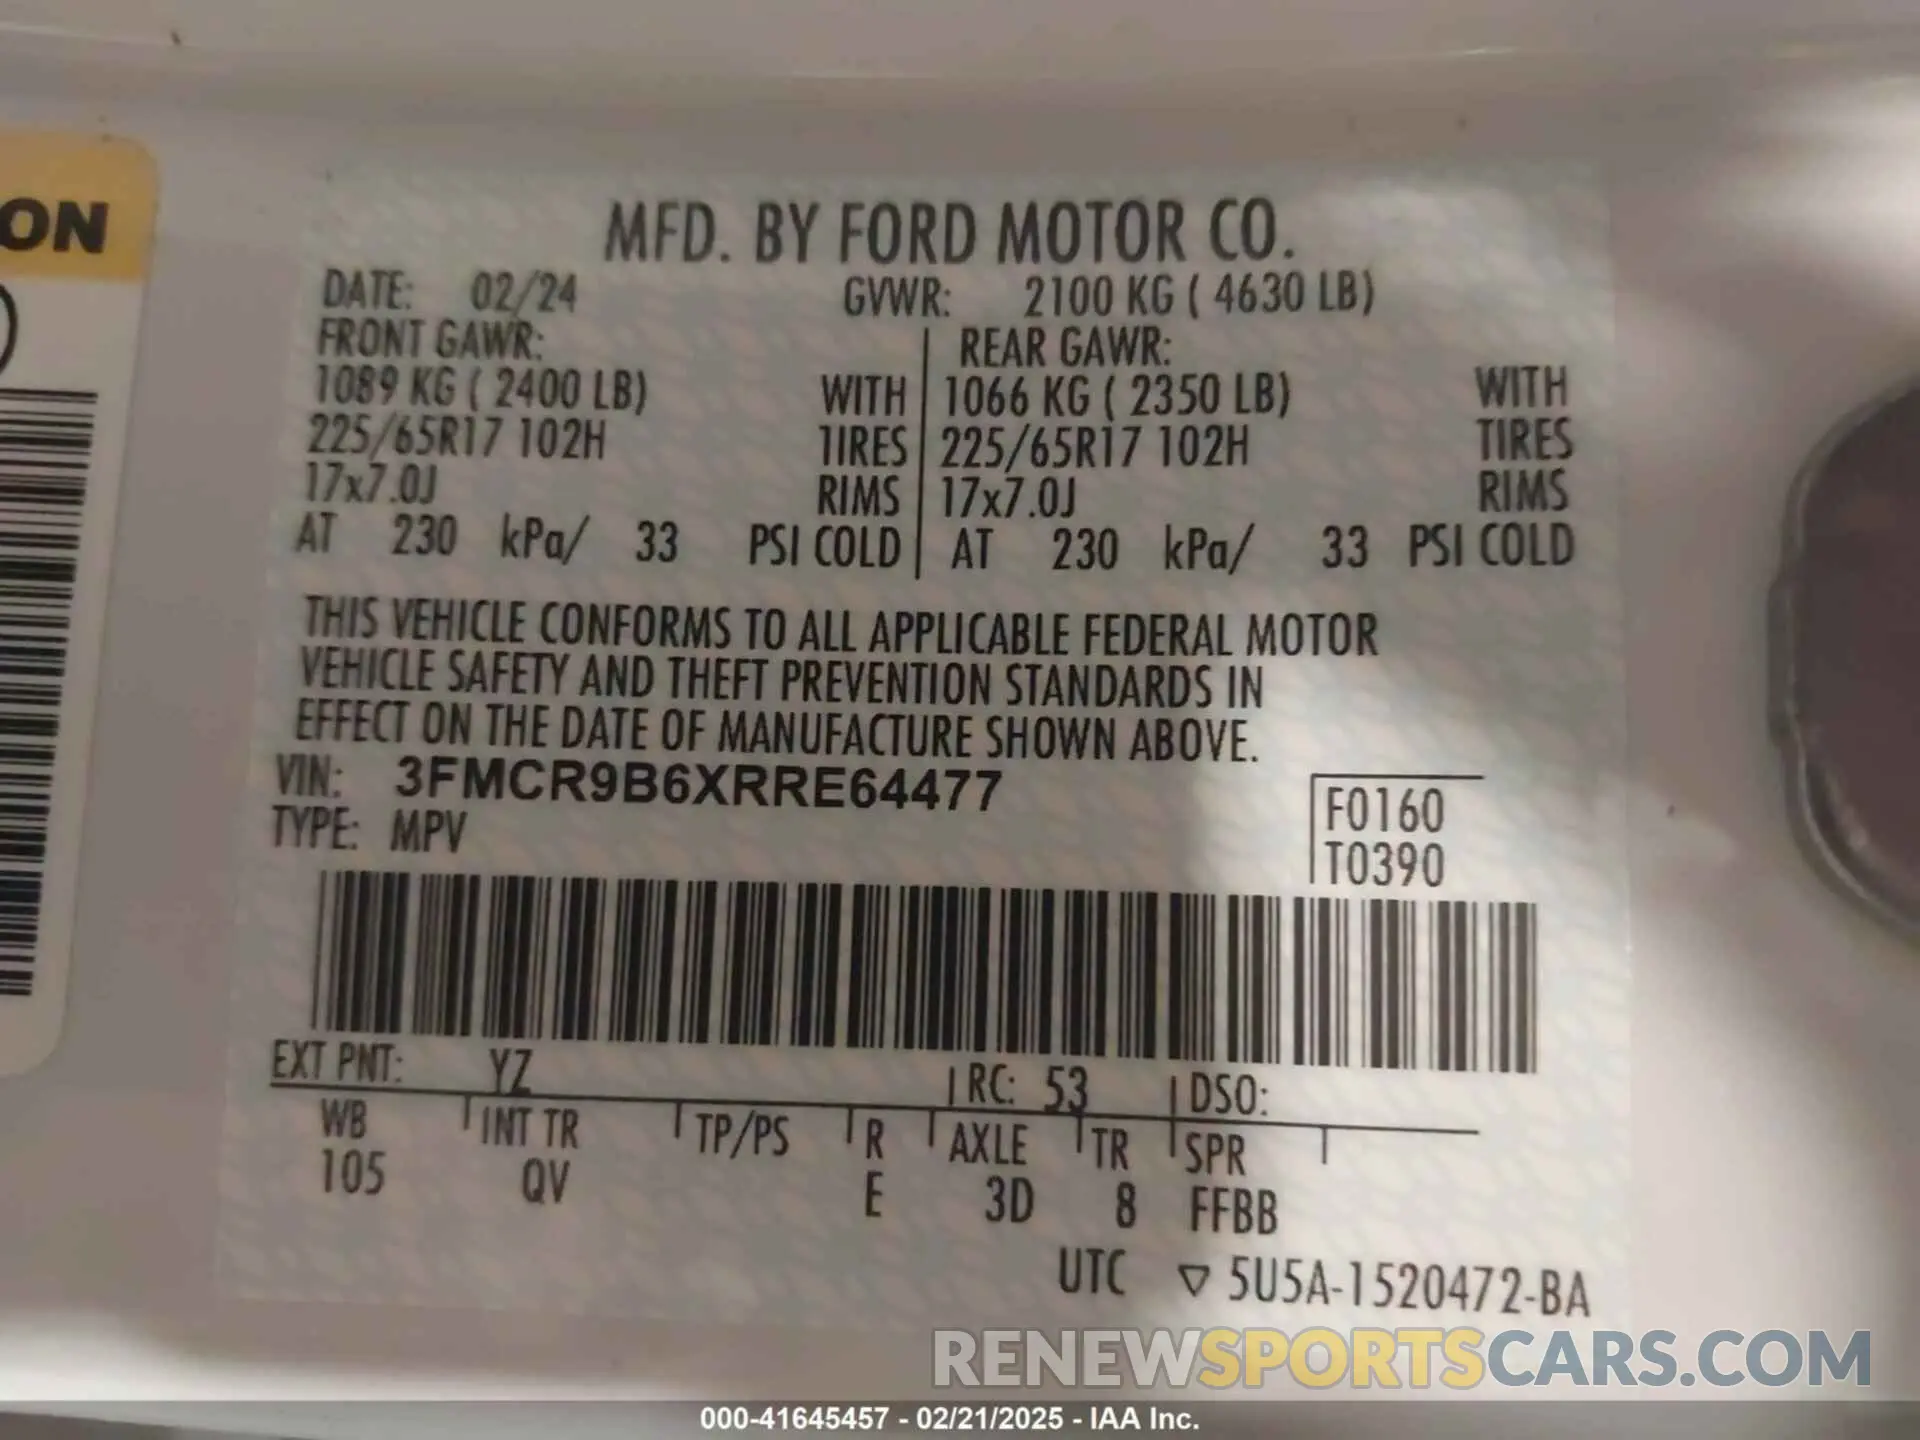 ON
MFD. BY FORD MOTOR CO.
DATE: 02/24 GVWR: 2100 KG ( 4630 LB)
FRONT GAWR: REAR GAWR:
1089 KG ( 2400 LB) WITH 1066 KG ( 2350 LB) WITH
225/65R17 102H TIRES 225/65R17 102H TIRES
17x7.0J RIMS 17x7.0J RIMS
AT 230 kPa/ 33 PSI COLD AT 230 kPa/ 33 PSI COLD
THIS VEHICLE CONFORMS TO ALL APPLICABLE FEDERAL MOTOR
VEHICLE SAFETY AND THEFT PREVENTION STANDARDS IN
EFFECT ON THE DATE OF MANUFACTURE SHOWN ABOVE.
VIN: 3FMCR9B6XRRE64477
TYPE: MPV
F0160
T0390
EXT PNT: YZ RC: 53 DSO:
WB INT TR TP/PS R AXLE TR SPR
105 QV E 3D 8 FFBB
UTC ▽ 5U5A-1520472-BA
RENEWSPORTSCARS.COM
000-41645457 - 02/21/2025 - IAA Inc.